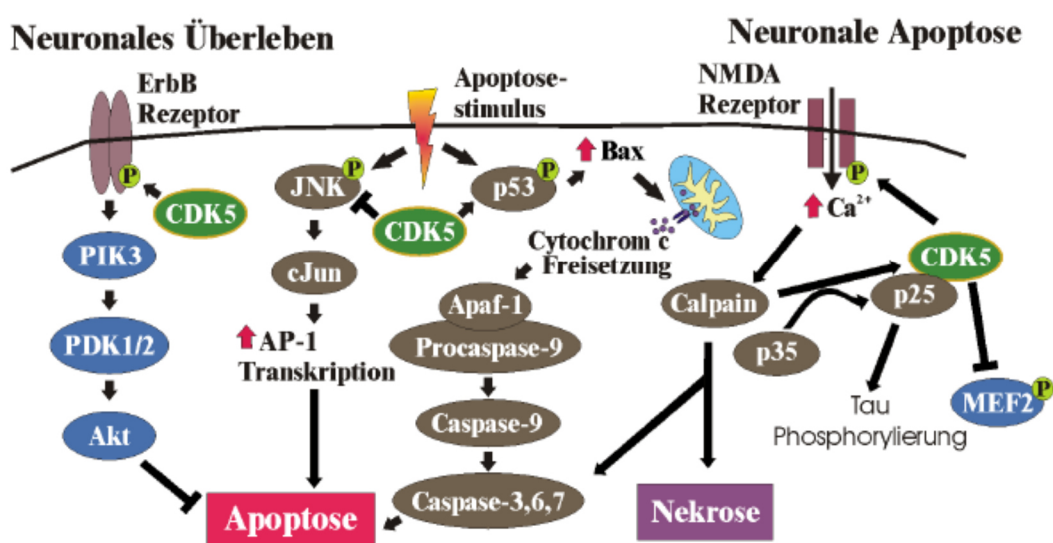 Neuronales Überleben
Neuronale Apoptose
ErbB
Rezeptor
Apoptose-
stimulus
NMDA
Rezeptor
P
CDK5
JNK
P
CDK5
p53
P
Bax
P
Ca²⁺
CDK5
PIK3
cJun
Cytochrom c
Freisetzung
Calpain
p25
p35
Apaf-1
Procaspase-9
AP-1
Transkription
PDK1/2
Caspase-9
Akt
Tau
Phosphorylierung
MEF2
P
Caspase-3,6,7
Apoptose
Nekrose